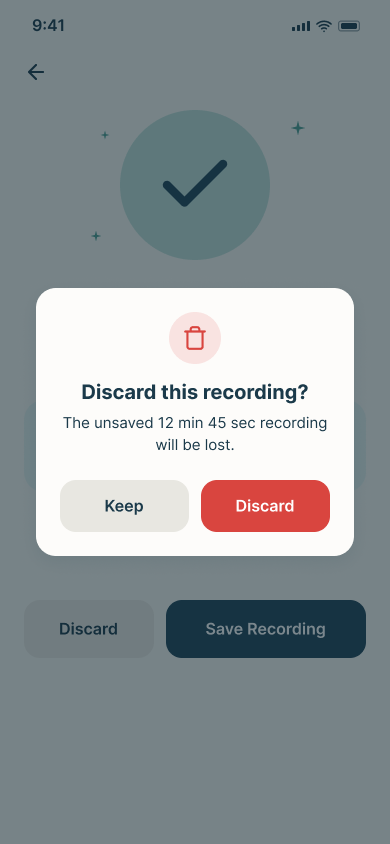 9:41
Discard this recording?
The unsaved 12 min 45 sec recording
will be lost.
Keep
Discard
Discard
Save Recording